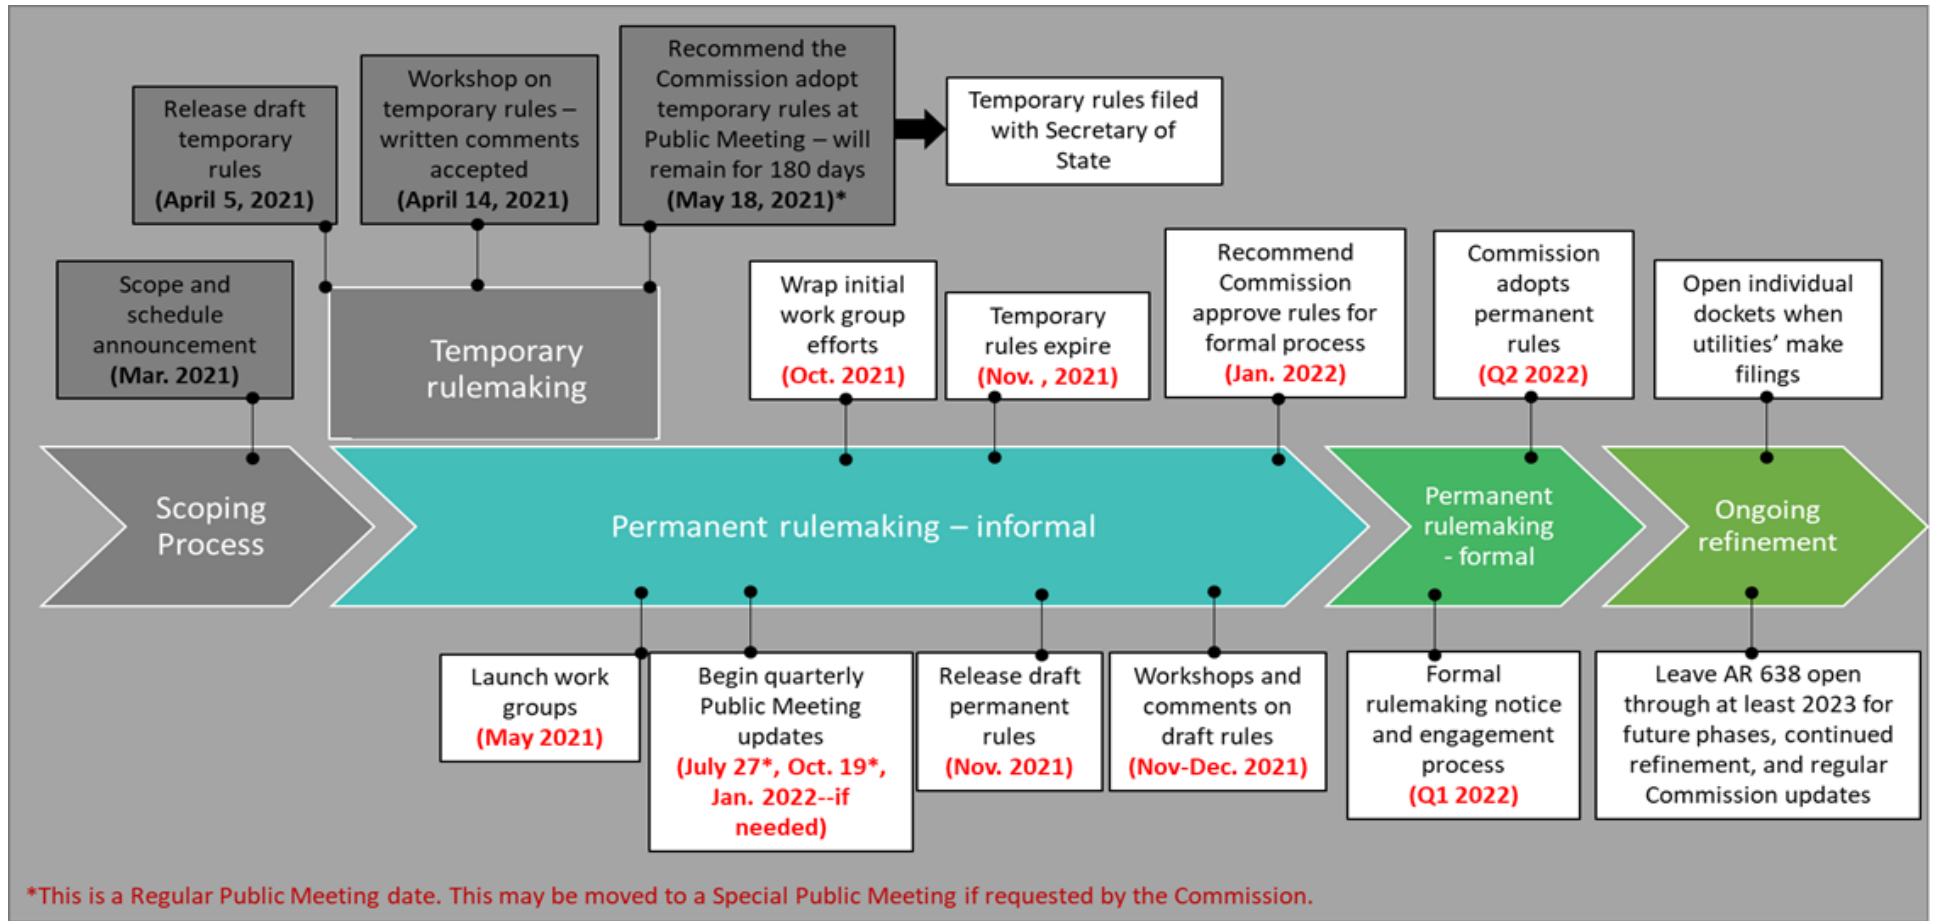 Release draft
temporary
rules
(April 5, 2021)
Workshop on
temporary rules –
written comments
accepted
(April 14, 2021)
Recommend the
Commission adopt
temporary rules at
Public Meeting – will
remain for 180 days
(May 18, 2021)*
Temporary rules filed
with Secretary of
State
Scope and
schedule
announcement
(Mar. 2021)
Temporary
rulemaking
Wrap initial
work group
efforts
(Oct. 2021)
Temporary
rules expire
(Nov. , 2021)
Recommend
Commission
approve rules for
formal process
(Jan. 2022)
Commission
adopts
permanent
rules
(Q2 2022)
Open individual
dockets when
utilities’ make
filings
Scoping
Process
Permanent rulemaking – informal
Permanent
rulemaking
- formal
Ongoing
refinement
Launch work
groups
(May 2021)
Begin quarterly
Public Meeting
updates
(July 27*, Oct. 19*,
Jan. 2022--if
needed)
Release draft
permanent
rules
(Nov. 2021)
Workshops and
comments on
draft rules
(Nov-Dec. 2021)
Formal
rulemaking notice
and engagement
process
(Q1 2022)
Leave AR 638 open
through at least 2023 for
future phases, continued
refinement, and regular
Commission updates
*This is a Regular Public Meeting date. This may be moved to a Special Public Meeting if requested by the Commission.